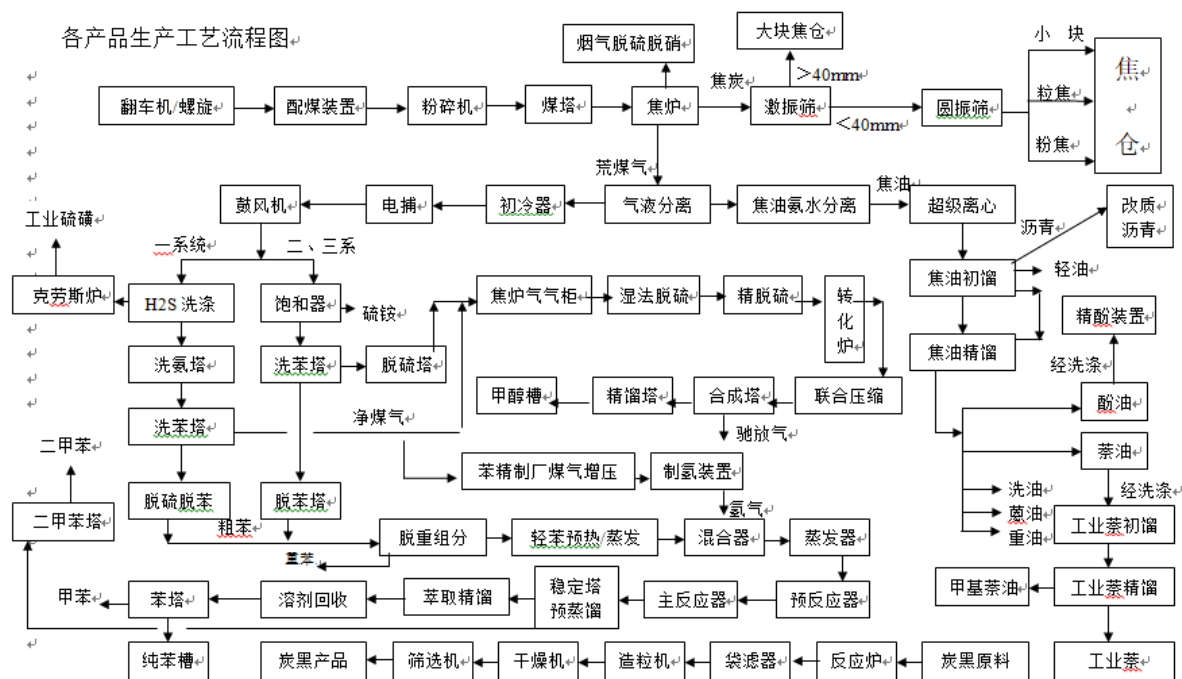 各产品生产工艺流程图
烟气脱硫脱硝
大块焦仓
小 块
焦炭
＞40mm
翻车机/螺旋
配煤装置
粉碎机
煤塔
焦炉
激振筛
圆振筛
粒焦
焦
仓
＜40mm
粉焦
荒煤气
焦油
鼓风机
电捕
初冷器
气液分离
焦油氨水分离
超级离心
改质
沥青
工业硫磺
沥青
一系统
二、三系
克劳斯炉
H2S 洗涤
饱和器
硫铵
焦炉气气柜
湿法脱硫
精脱硫
转
化
炉
焦油初馏
轻油
精酚装置
洗氨塔
洗苯塔
脱硫塔
焦油精馏
经洗涤
甲醇槽
精馏塔
合成塔
联合压缩
酚油
洗苯塔
净煤气
驰放气
二甲苯
萘油
苯精制厂煤气增压
制氢装置
脱硫脱苯
脱苯塔
洗油
经洗涤
二甲苯塔
粗苯
氢气
蒽油
重油
工业萘初馏
脱重组分
轻苯预热/蒸发
混合器
蒸发器
重苯
甲苯
苯塔
溶剂回收
萃取精馏
稳定塔
预蒸馏
主反应器
预反应器
甲基萘油
工业萘精馏
纯苯槽
炭黑产品
筛选机
干燥机
造粒机
袋滤器
反应炉
炭黑原料
工业萘